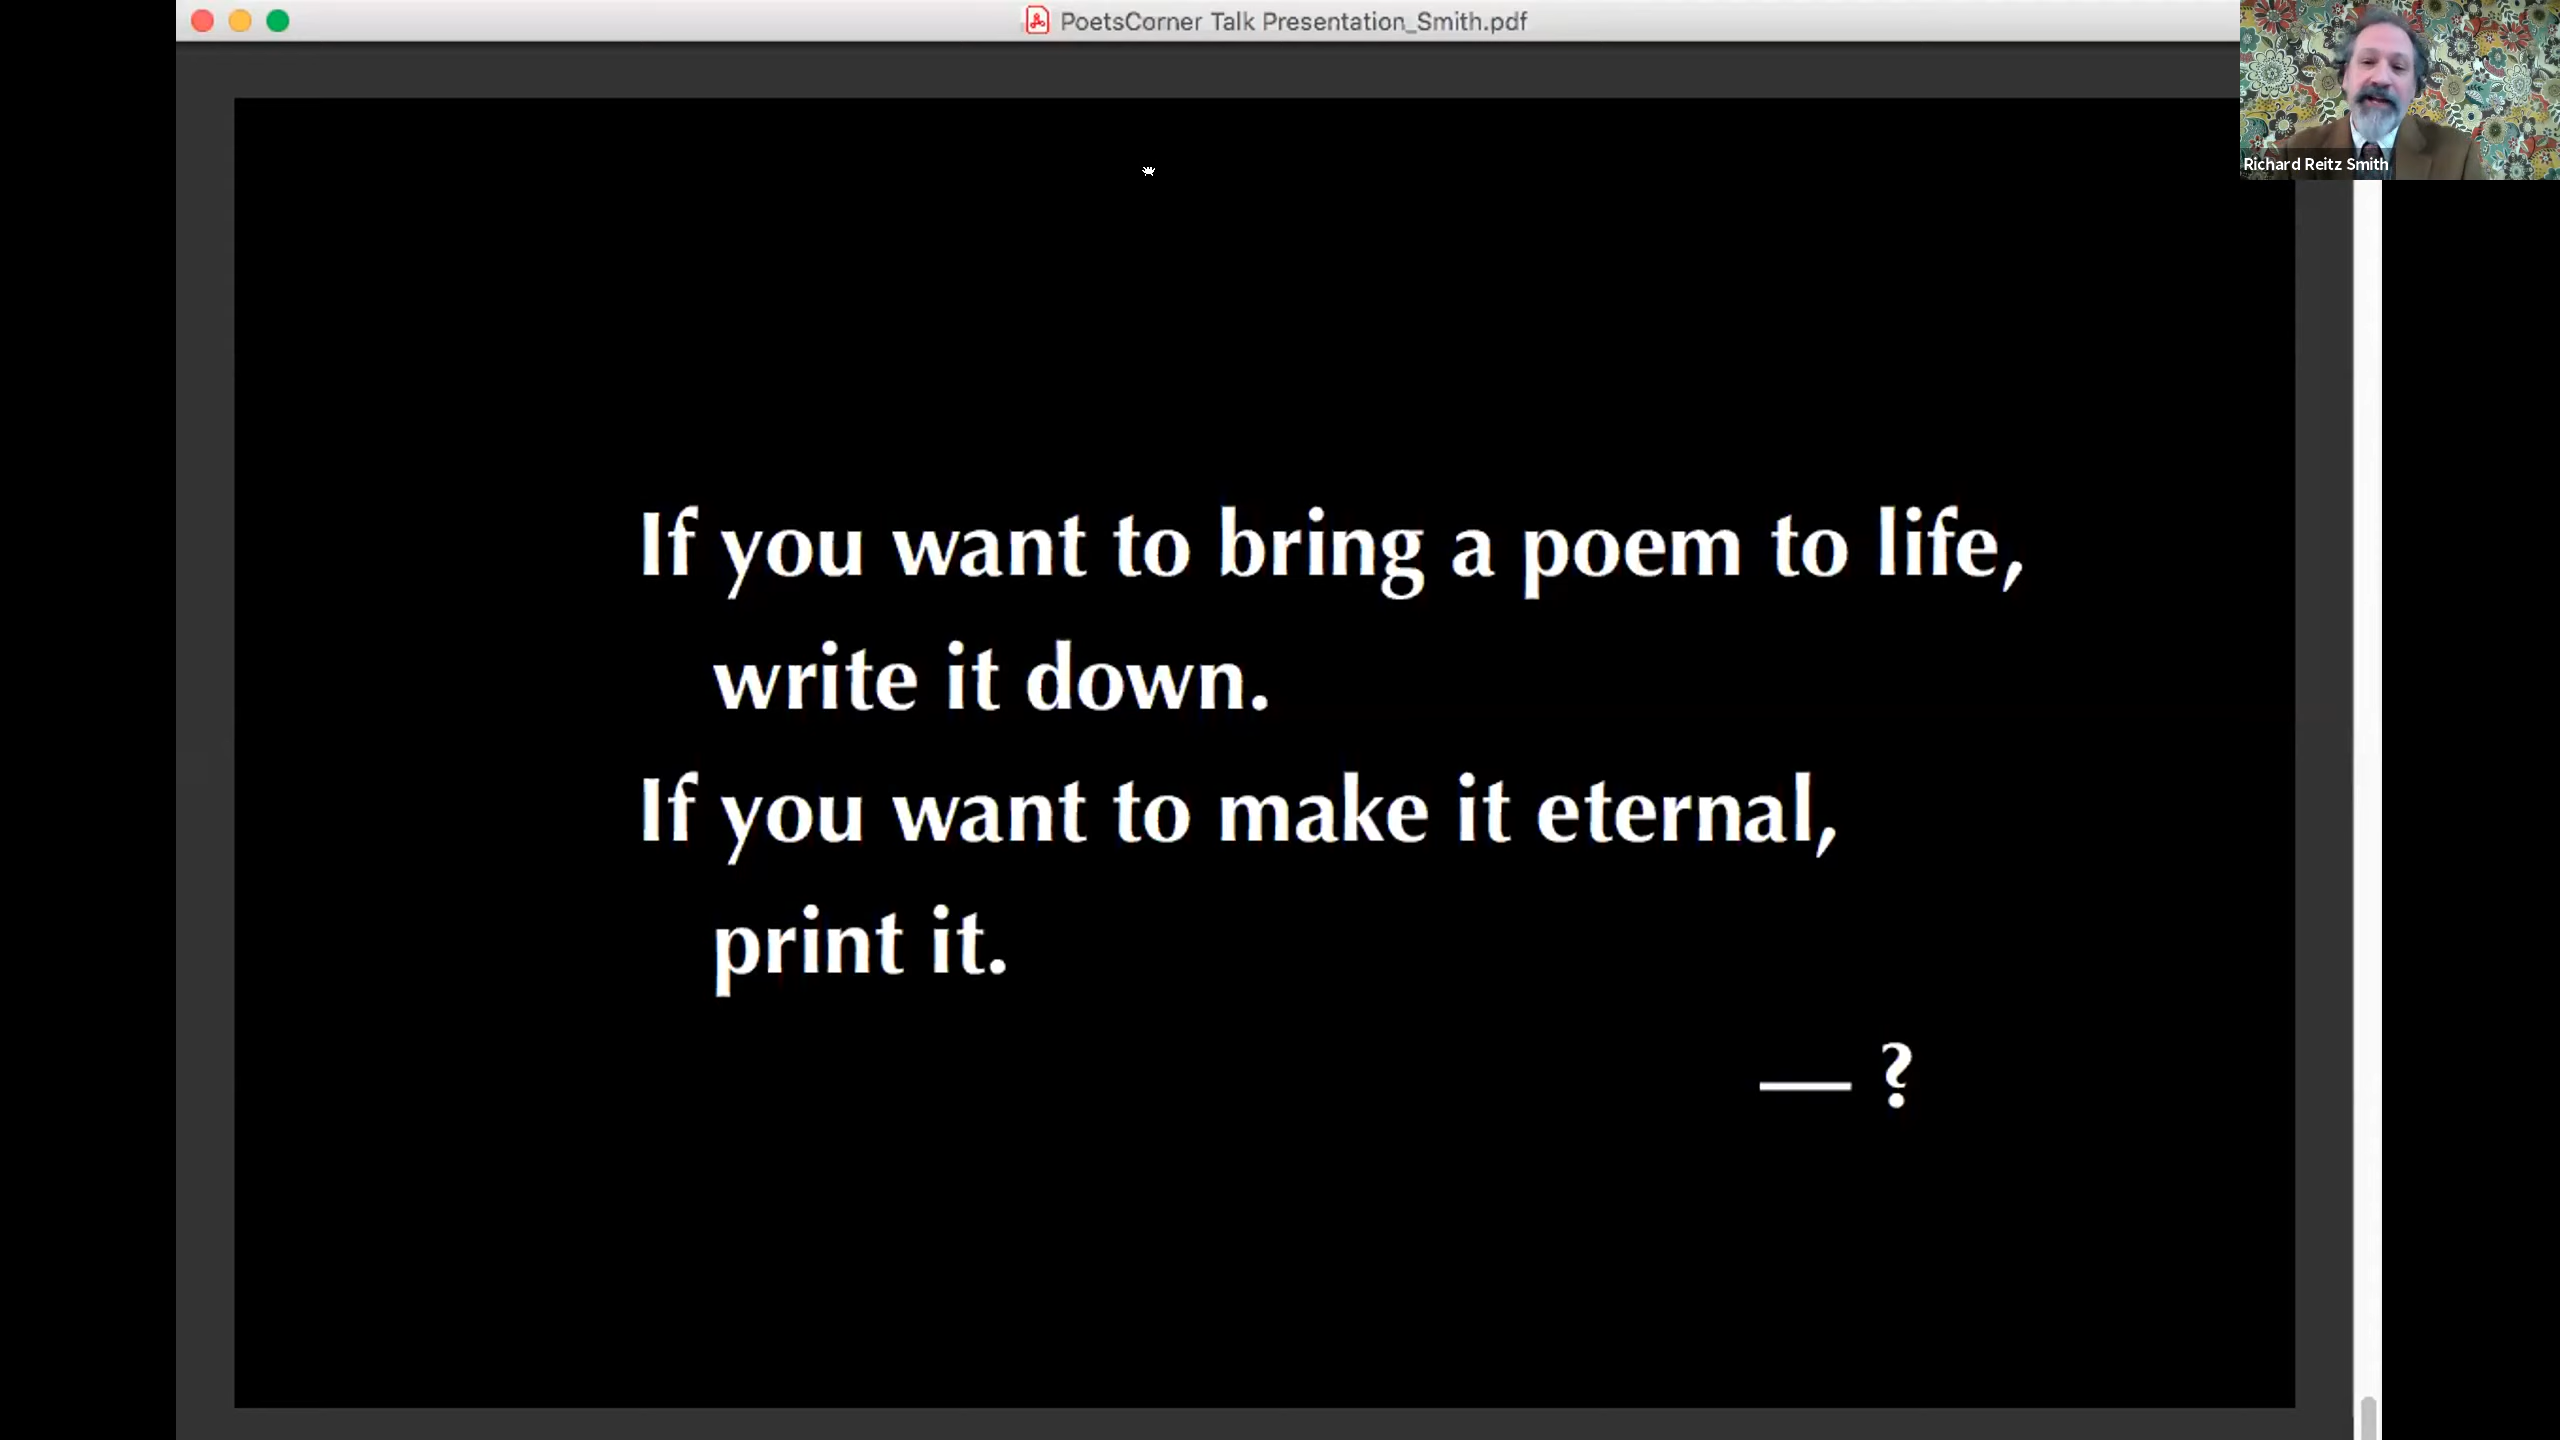 PoetsCorner Talk Presentation_Smith.pdf
Richard Reitz Smith
If you want to bring a poem to life,
write it down.
If you want to make it eternal,
print it.
— ?